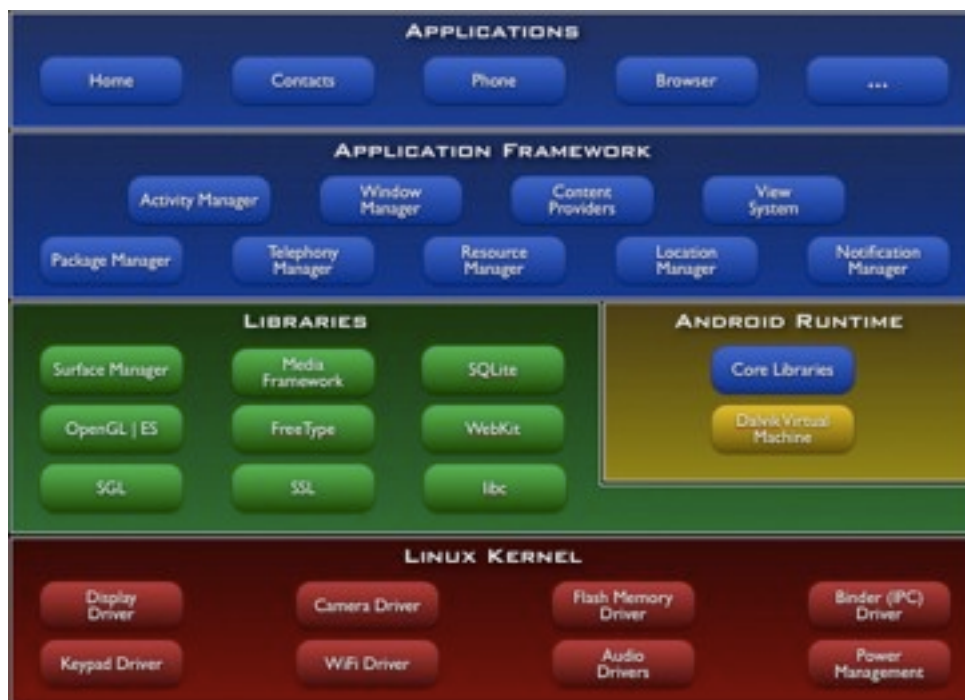 APPLICATIONS
Home
Contacts
Phone
Browser
...
APPLICATION FRAMEWORK
Activity Manager
Window
Manager
Content
Providers
View
System
Package Manager
Telephony
Manager
Resource
Manager
Location
Manager
Notification
Manager
LIBRARIES
Surface Manager
Media
Framework
SQLite
OpenGL | ES
FreeType
WebKit
SGL
SSL
libc
ANDROID RUNTIME
Core Libraries
Dalvik Virtual
Machine
LINUX KERNEL
Display
Driver
Camera Driver
Flash Memory
Driver
Binder (IPC)
Driver
Keypad Driver
WiFi Driver
Audio
Drivers
Power
Management